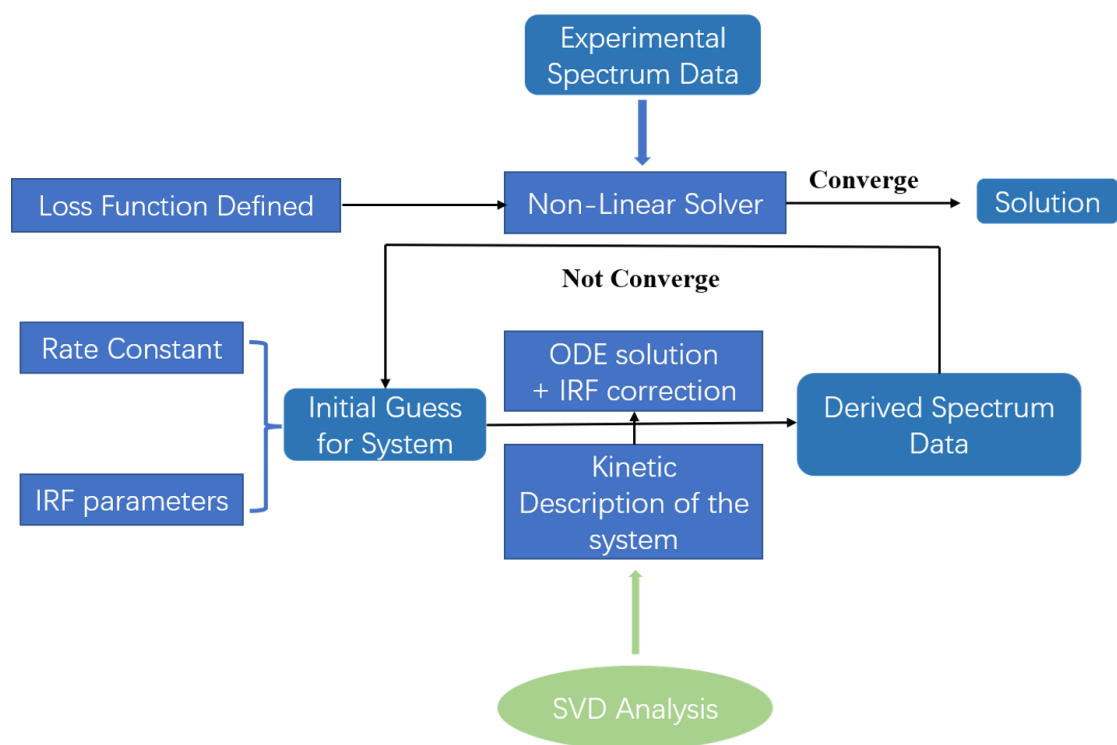 Experimental
Spectrum Data
Loss Function Defined
Non-Linear Solver
Converge
Solution
Not Converge
Rate Constant
IRF parameters
Initial Guess
for System
ODE solution
+ IRF correction
Kinetic
Description of the
system
Derived Spectrum
Data
SVD Analysis